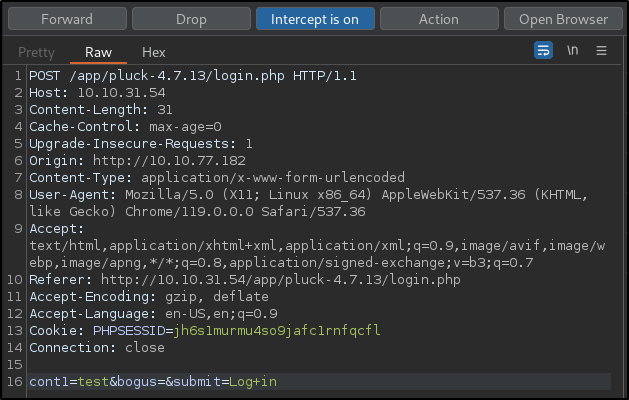 Forward Drop Intercept is on Action Open Browser
Pretty Raw Hex \n ≡
1 POST /app/pluck-4.7.13/login.php HTTP/1.1
2 Host: 10.10.31.54
3 Content-Length: 31
4 Cache-Control: max-age=0
5 Upgrade-Insecure-Requests: 1
6 Origin: http://10.10.77.182
7 Content-Type: application/x-www-form-urlencoded
8 User-Agent: Mozilla/5.0 (X11; Linux x86_64) AppleWebKit/537.36 (KHTML,
like Gecko) Chrome/119.0.0.0 Safari/537.36
9 Accept:
text/html,application/xhtml+xml,application/xml;q=0.9,image/avif,image/w
ebp,image/apng,*/*;q=0.8,application/signed-exchange;v=b3;q=0.7
10 Referer: http://10.10.31.54/app/pluck-4.7.13/login.php
11 Accept-Encoding: gzip, deflate
12 Accept-Language: en-US,en;q=0.9
13 Cookie: PHPSESSID=jh6s1murmu4so9jafc1rnfqcfl
14 Connection: close
15
16 cont1=test&bogus=&submit=Log+in